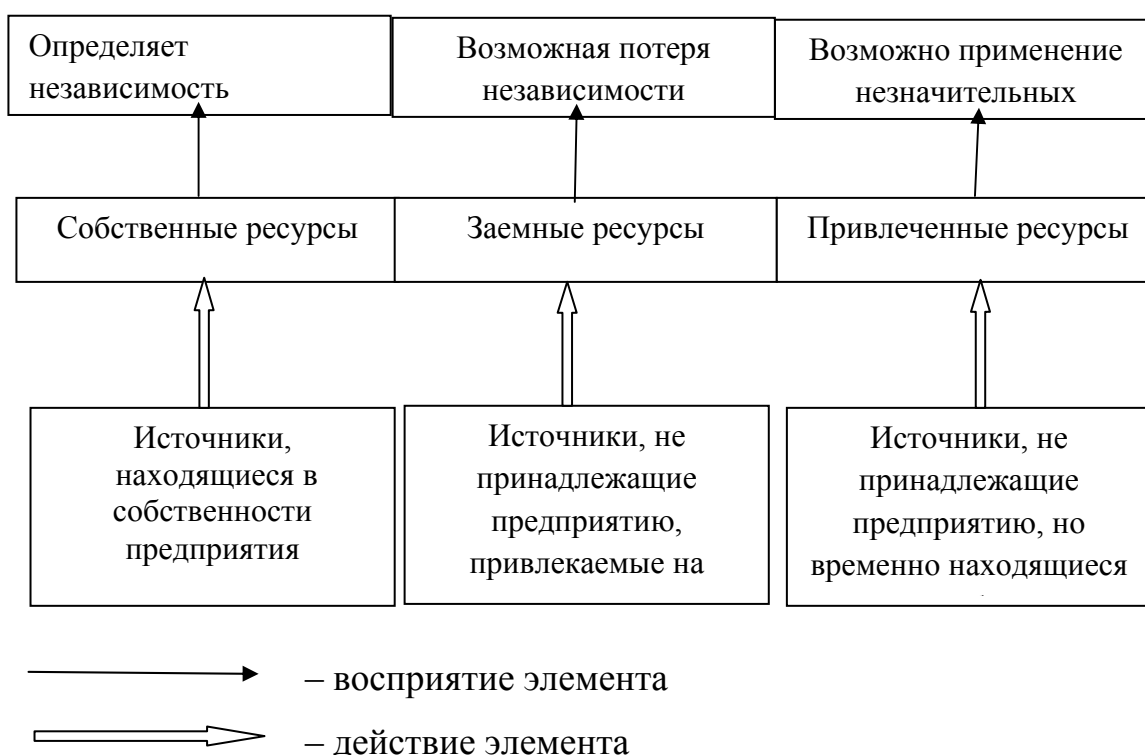 Определяет
независимость
Возможная потеря
независимости
Возможно применение
незначительных
Собственные ресурсы
Заемные ресурсы
Привлеченные ресурсы
Источники,
находящиеся в
собственности
предприятия
Источники, не
принадлежащие
предприятию,
привлекаемые на
Источники, не
принадлежащие
предприятию, но
временно находящиеся
– восприятие элемента
– действие элемента